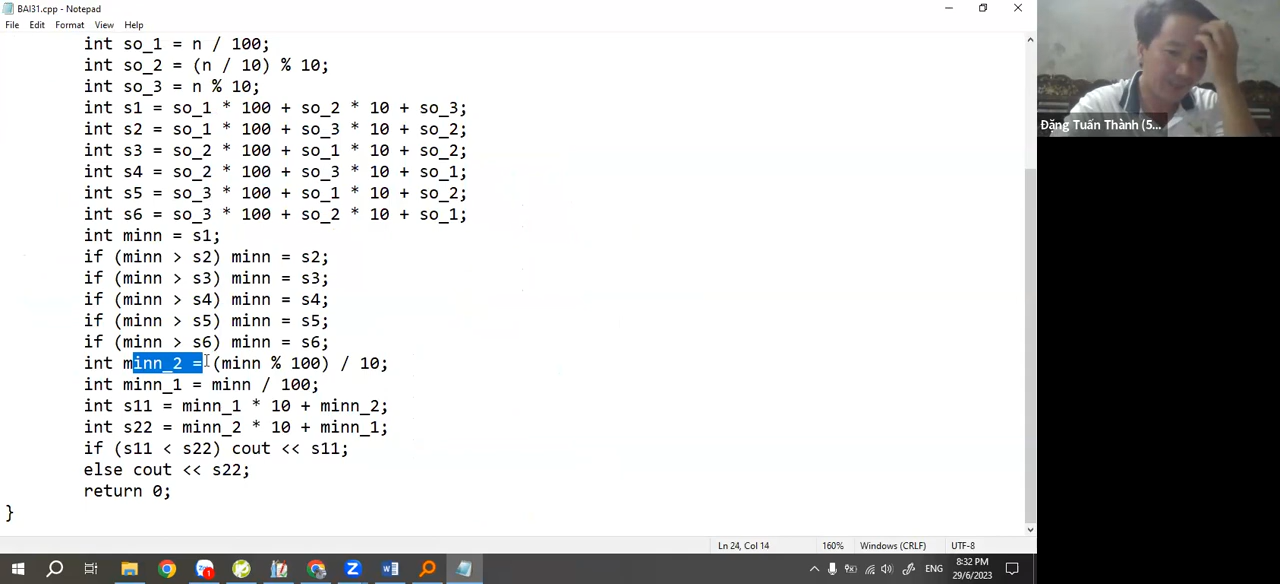 BAI31.cpp - Notepad
File Edit Format View Help
int so_1 = n / 100;
int so_2 = (n / 10) % 10;
int so_3 = n % 10;
int s1 = so_1 * 100 + so_2 * 10 + so_3;
int s2 = so_1 * 100 + so_3 * 10 + so_2;
int s3 = so_2 * 100 + so_1 * 10 + so_2;
int s4 = so_2 * 100 + so_3 * 10 + so_1;
int s5 = so_3 * 100 + so_1 * 10 + so_2;
int s6 = so_3 * 100 + so_2 * 10 + so_1;
int minn = s1;
if (minn > s2) minn = s2;
if (minn > s3) minn = s3;
if (minn > s4) minn = s4;
if (minn > s5) minn = s5;
if (minn > s6) minn = s6;
int minn_2 = (minn % 100) / 10;
int minn_1 = minn / 100;
int s11 = minn_1 * 10 + minn_2;
int s22 = minn_2 * 10 + minn_1;
if (s11 < s22) cout << s11;
else cout << s22;
return 0;
}
Đặng Tuấn Thành (5...
Ln 24, Col 14 160% Windows (CRLF) UTF-8
ENG
8:32 PM
29/6/2023